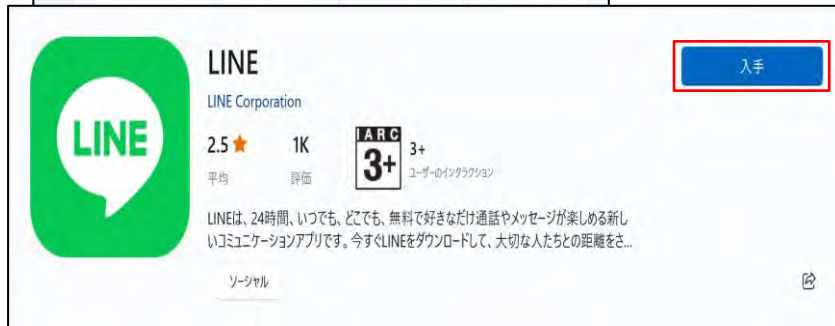 LINE
LINE
入手
LINE Corporation
2.5 ★ 1K
平均 評価
IARC
3+
3+
ユーザーのインタラクション
LINEは、24時間、いつでも、どこでも、無料で好きなだけ通話やメッセージが楽しめる新し
いコミュニケーションアプリです。今すぐLINEをダウンロードして、大切な人たちとの距離をさ...
ソーシャル